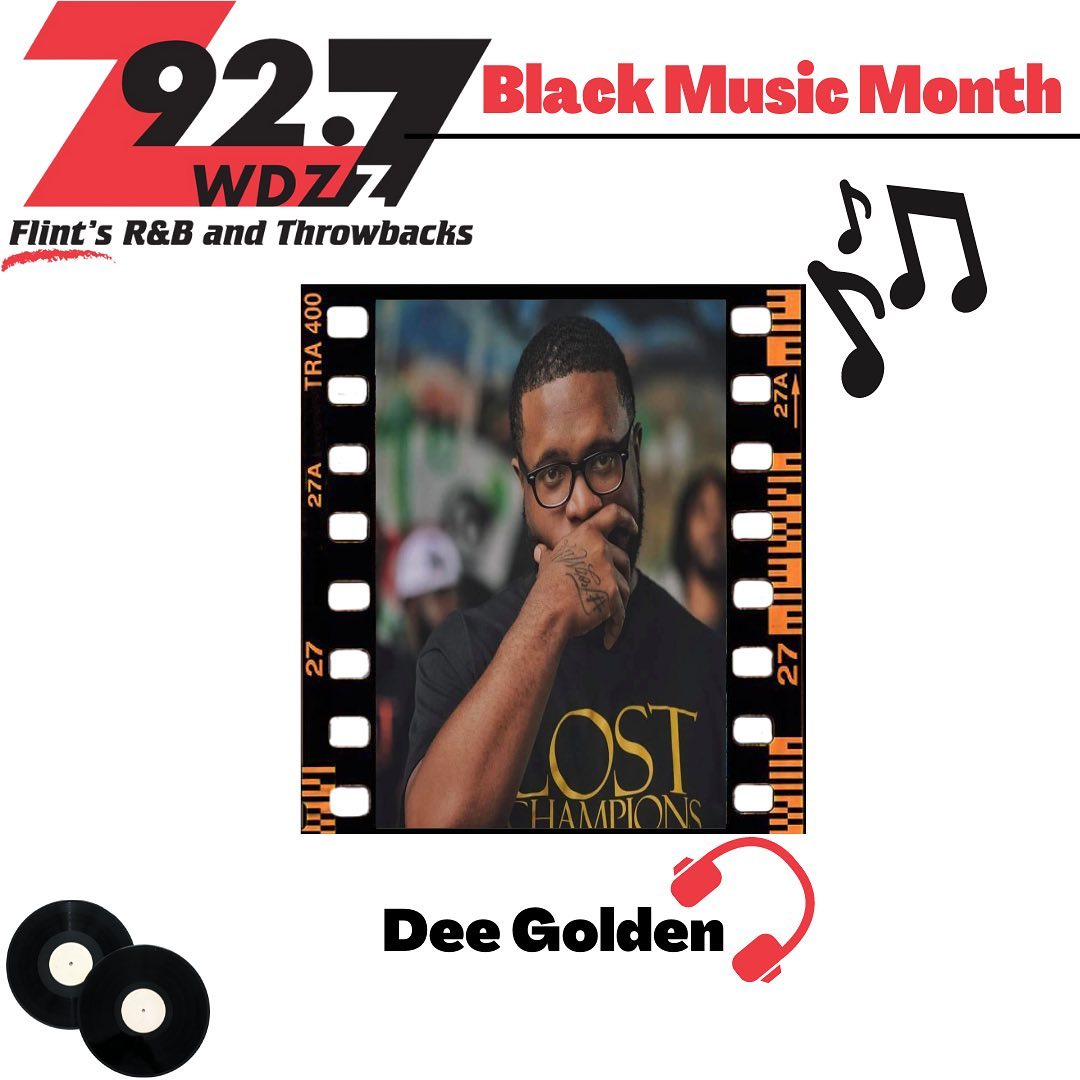 Z92.7
WDZZ
Flint's R&B and Throwbacks
Black Music Month
TRA 400
27A
27
27A
27
LOST
CHAMPIONS
Dee Golden